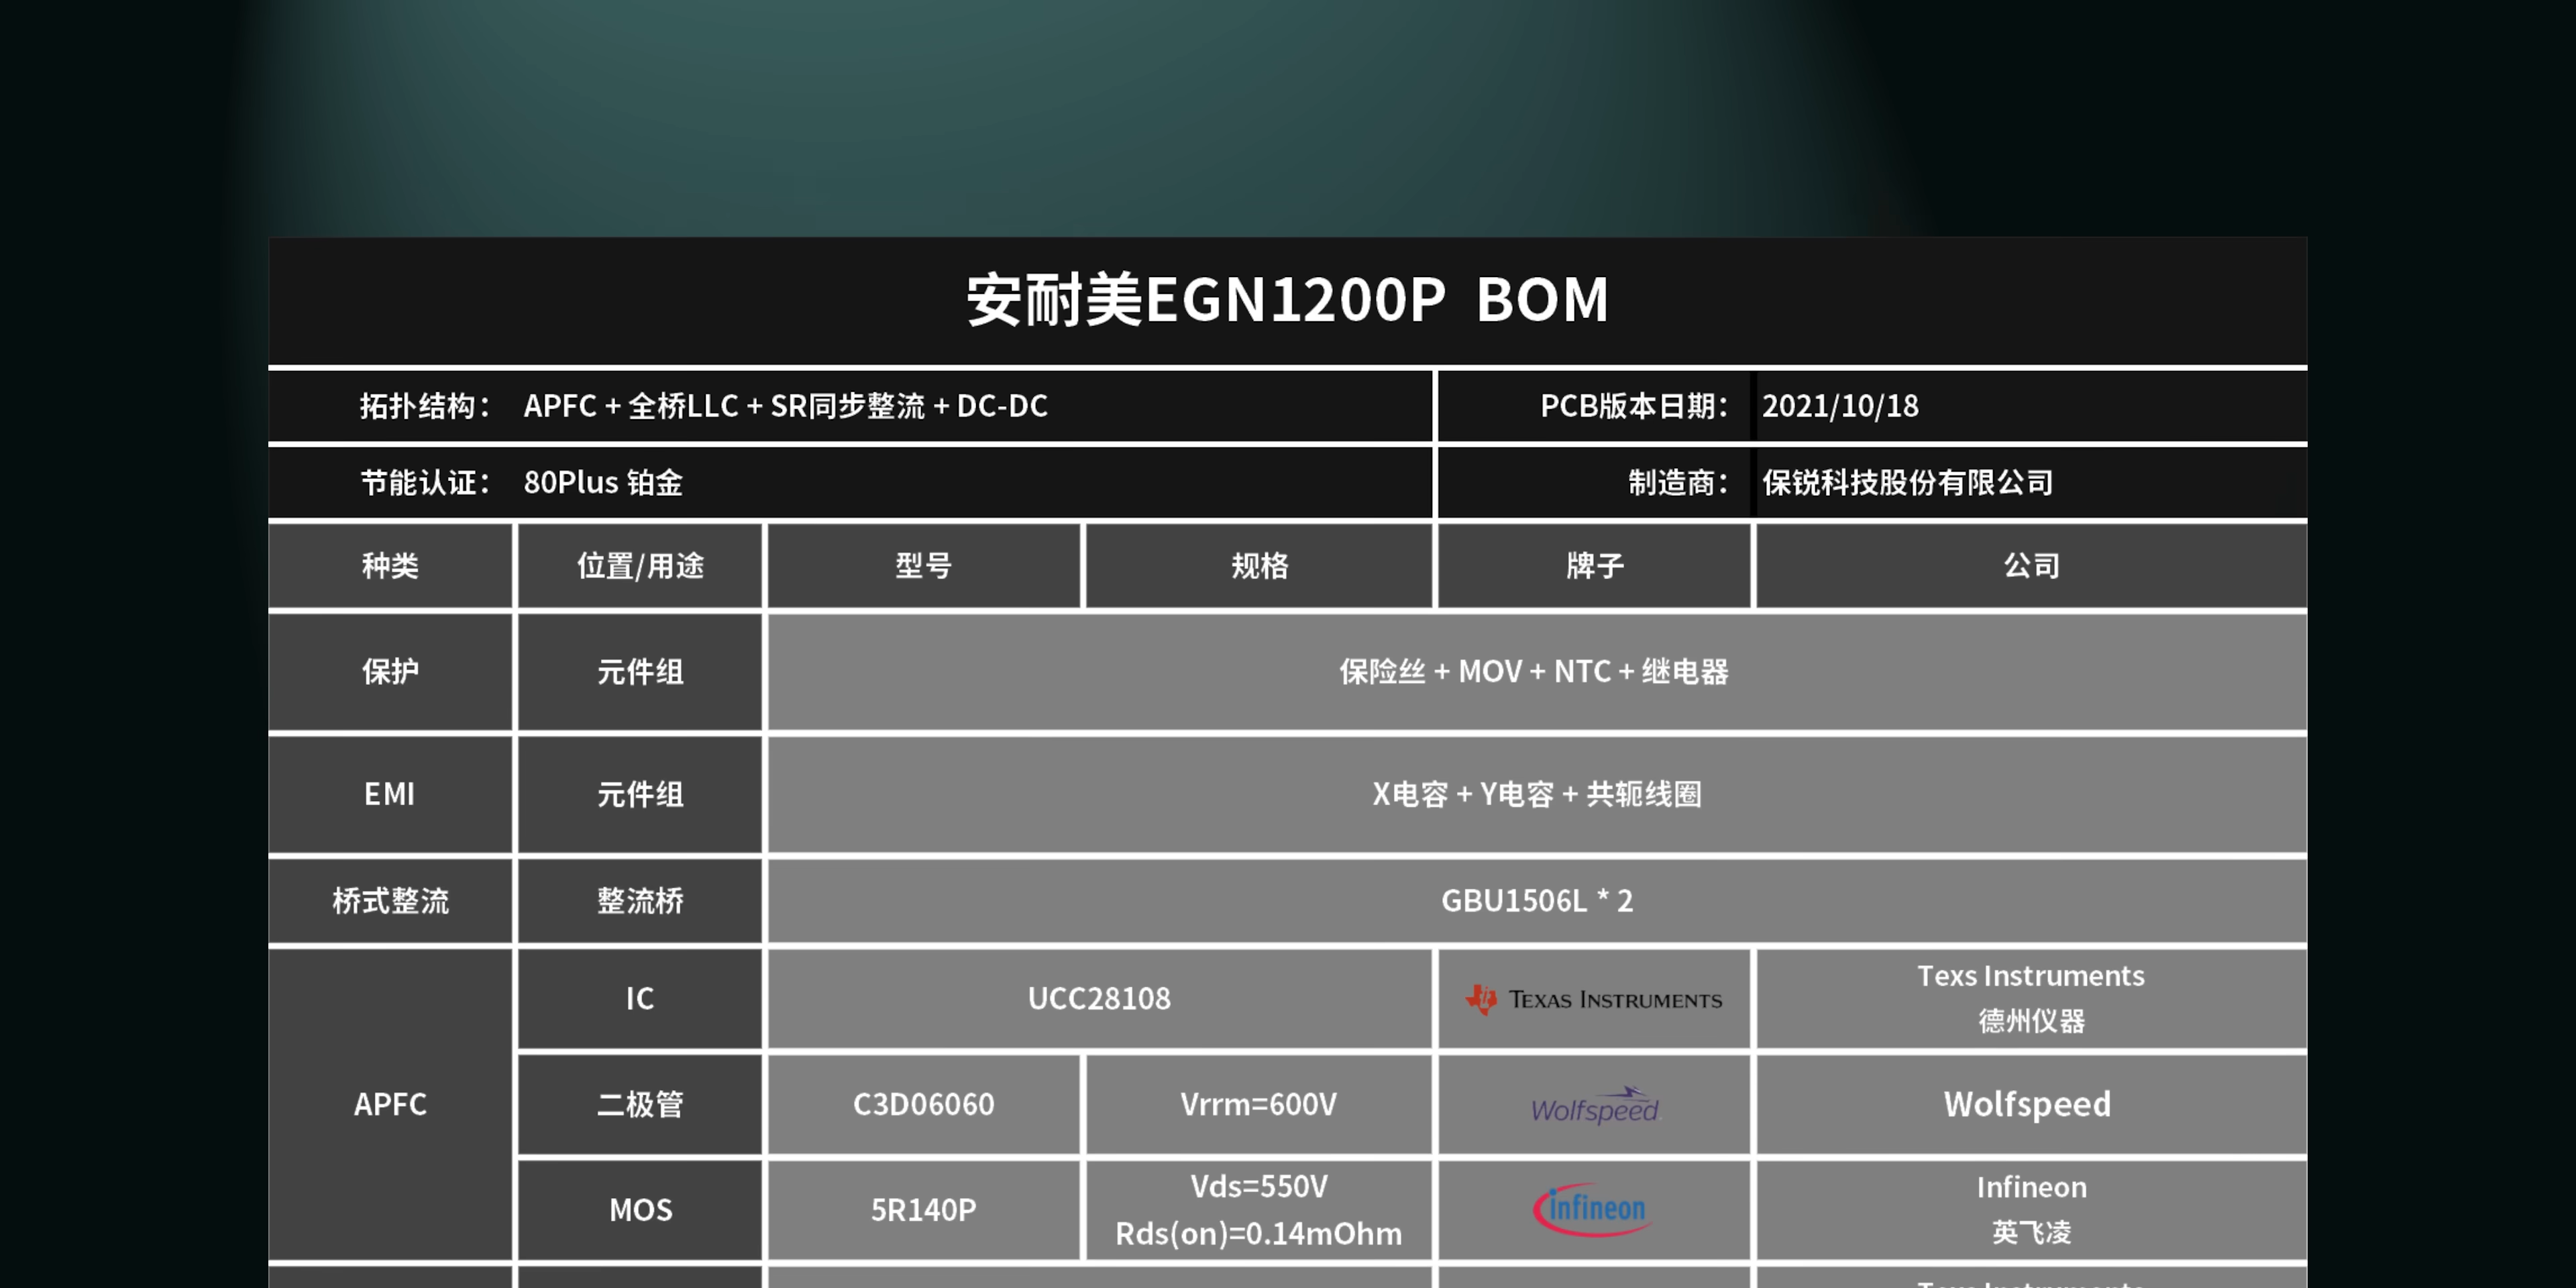 安耐美EGN1200P BOM
拓扑结构： APFC + 全桥LLC + SR同步整流 + DC-DC
PCB版本日期： 2021/10/18
节能认证： 80Plus 铂金
制造商： 保锐科技股份有限公司
种类 位置/用途 型号 规格 牌子 公司
保护 元件组 保险丝 + MOV + NTC + 继电器
EMI 元件组 X电容 + Y电容 + 共轭线圈
桥式整流 整流桥 GBU1506L * 2
APFC
IC UCC28108 TEXAS INSTRUMENTS
Texs Instruments
德州仪器
二极管 C3D06060 Vrrm=600V Wolfspeed Wolfspeed
MOS 5R140P
Vds=550V
Rds(on)=0.14mOhm
infineon
Infineon
英飞凌